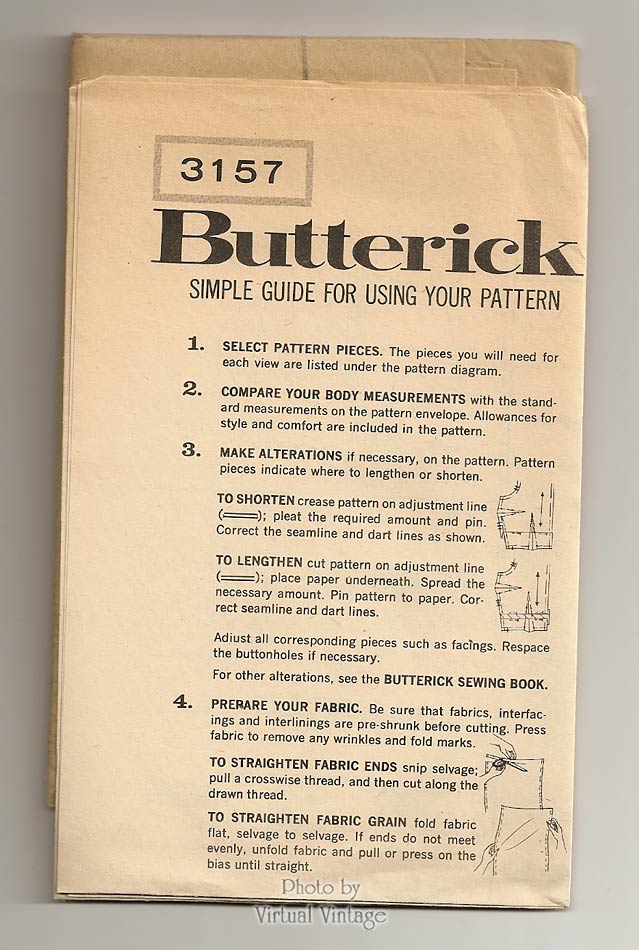 3157
Butterick
SIMPLE GUIDE FOR USING YOUR PATTERN
1. SELECT PATTERN PIECES. The pieces you will need for
each view are listed under the pattern diagram.
2. COMPARE YOUR BODY MEASUREMENTS with the stand-
ard measurements on the pattern envelope. Allowances for
style and comfort are included in the pattern.
3. MAKE ALTERATIONS if necessary, on the pattern. Pattern
pieces indicate where to lengthen or shorten.
TO SHORTEN crease pattern on adjustment line
(═══); pleat the required amount and pin.
Correct the seamline and dart lines as shown.
TO LENGTHEN cut pattern on adjustment line
(═══); place paper underneath. Spread the
necessary amount. Pin pattern to paper. Cor-
rect seamline and dart lines.
Adjust all corresponding pieces such as facings. Respace
the buttonholes if necessary.
For other alterations, see the BUTTERICK SEWING BOOK.
4. PREPARE YOUR FABRIC. Be sure that fabrics, interfac-
ings and interlinings are pre-shrunk before cutting. Press
fabric to remove any wrinkles and fold marks.
TO STRAIGHTEN FABRIC ENDS snip selvage;
pull a crosswise thread, and then cut along the
drawn thread.
TO STRAIGHTEN FABRIC GRAIN fold fabric
flat, selvage to selvage. If ends do not meet
evenly, unfold fabric and pull or press on the
bias until straight.
Photo by
Virtual Vintage